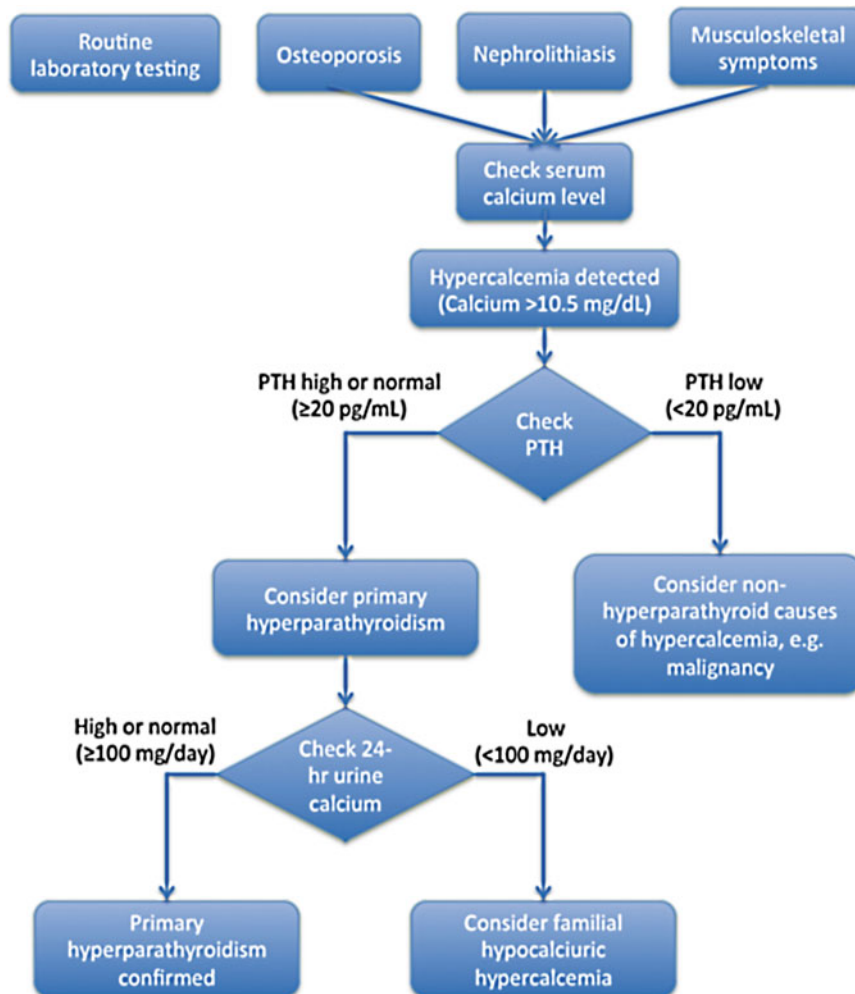 Routine
laboratory testing
Osteoporosis
Nephrolithiasis
Musculoskeletal
symptoms
Check serum
calcium level
Hypercalcemia detected
(Calcium >10.5 mg/dL)
PTH high or normal
(≥20 pg/mL)
PTH low
(<20 pg/mL)
Check
PTH
Consider primary
hyperparathyroidism
Consider non-
hyperparathyroid causes
of hypercalcemia, e.g.
malignancy
High or normal
(≥100 mg/day)
Low
(<100 mg/day)
Check 24-
hr urine
calcium
Primary
hyperparathyroidism
confirmed
Consider familial
hypocalciuric
hypercalcemia